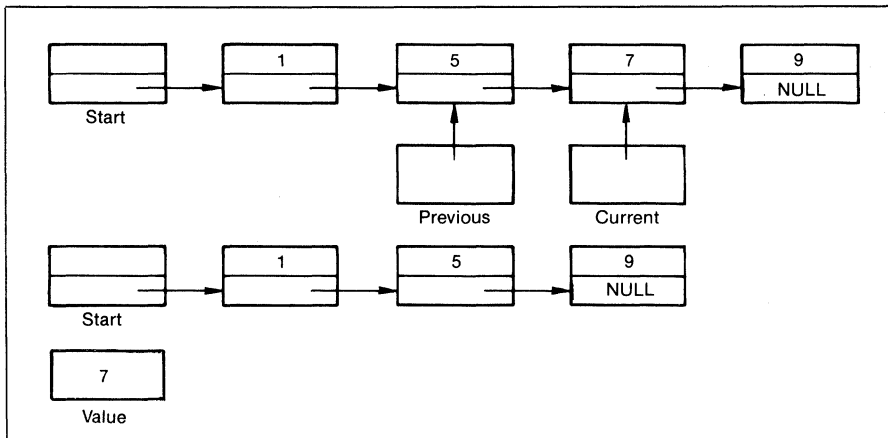 1 5 7 9
NULL
Start
Previous Current
1 5 9
NULL
Start
7
Value